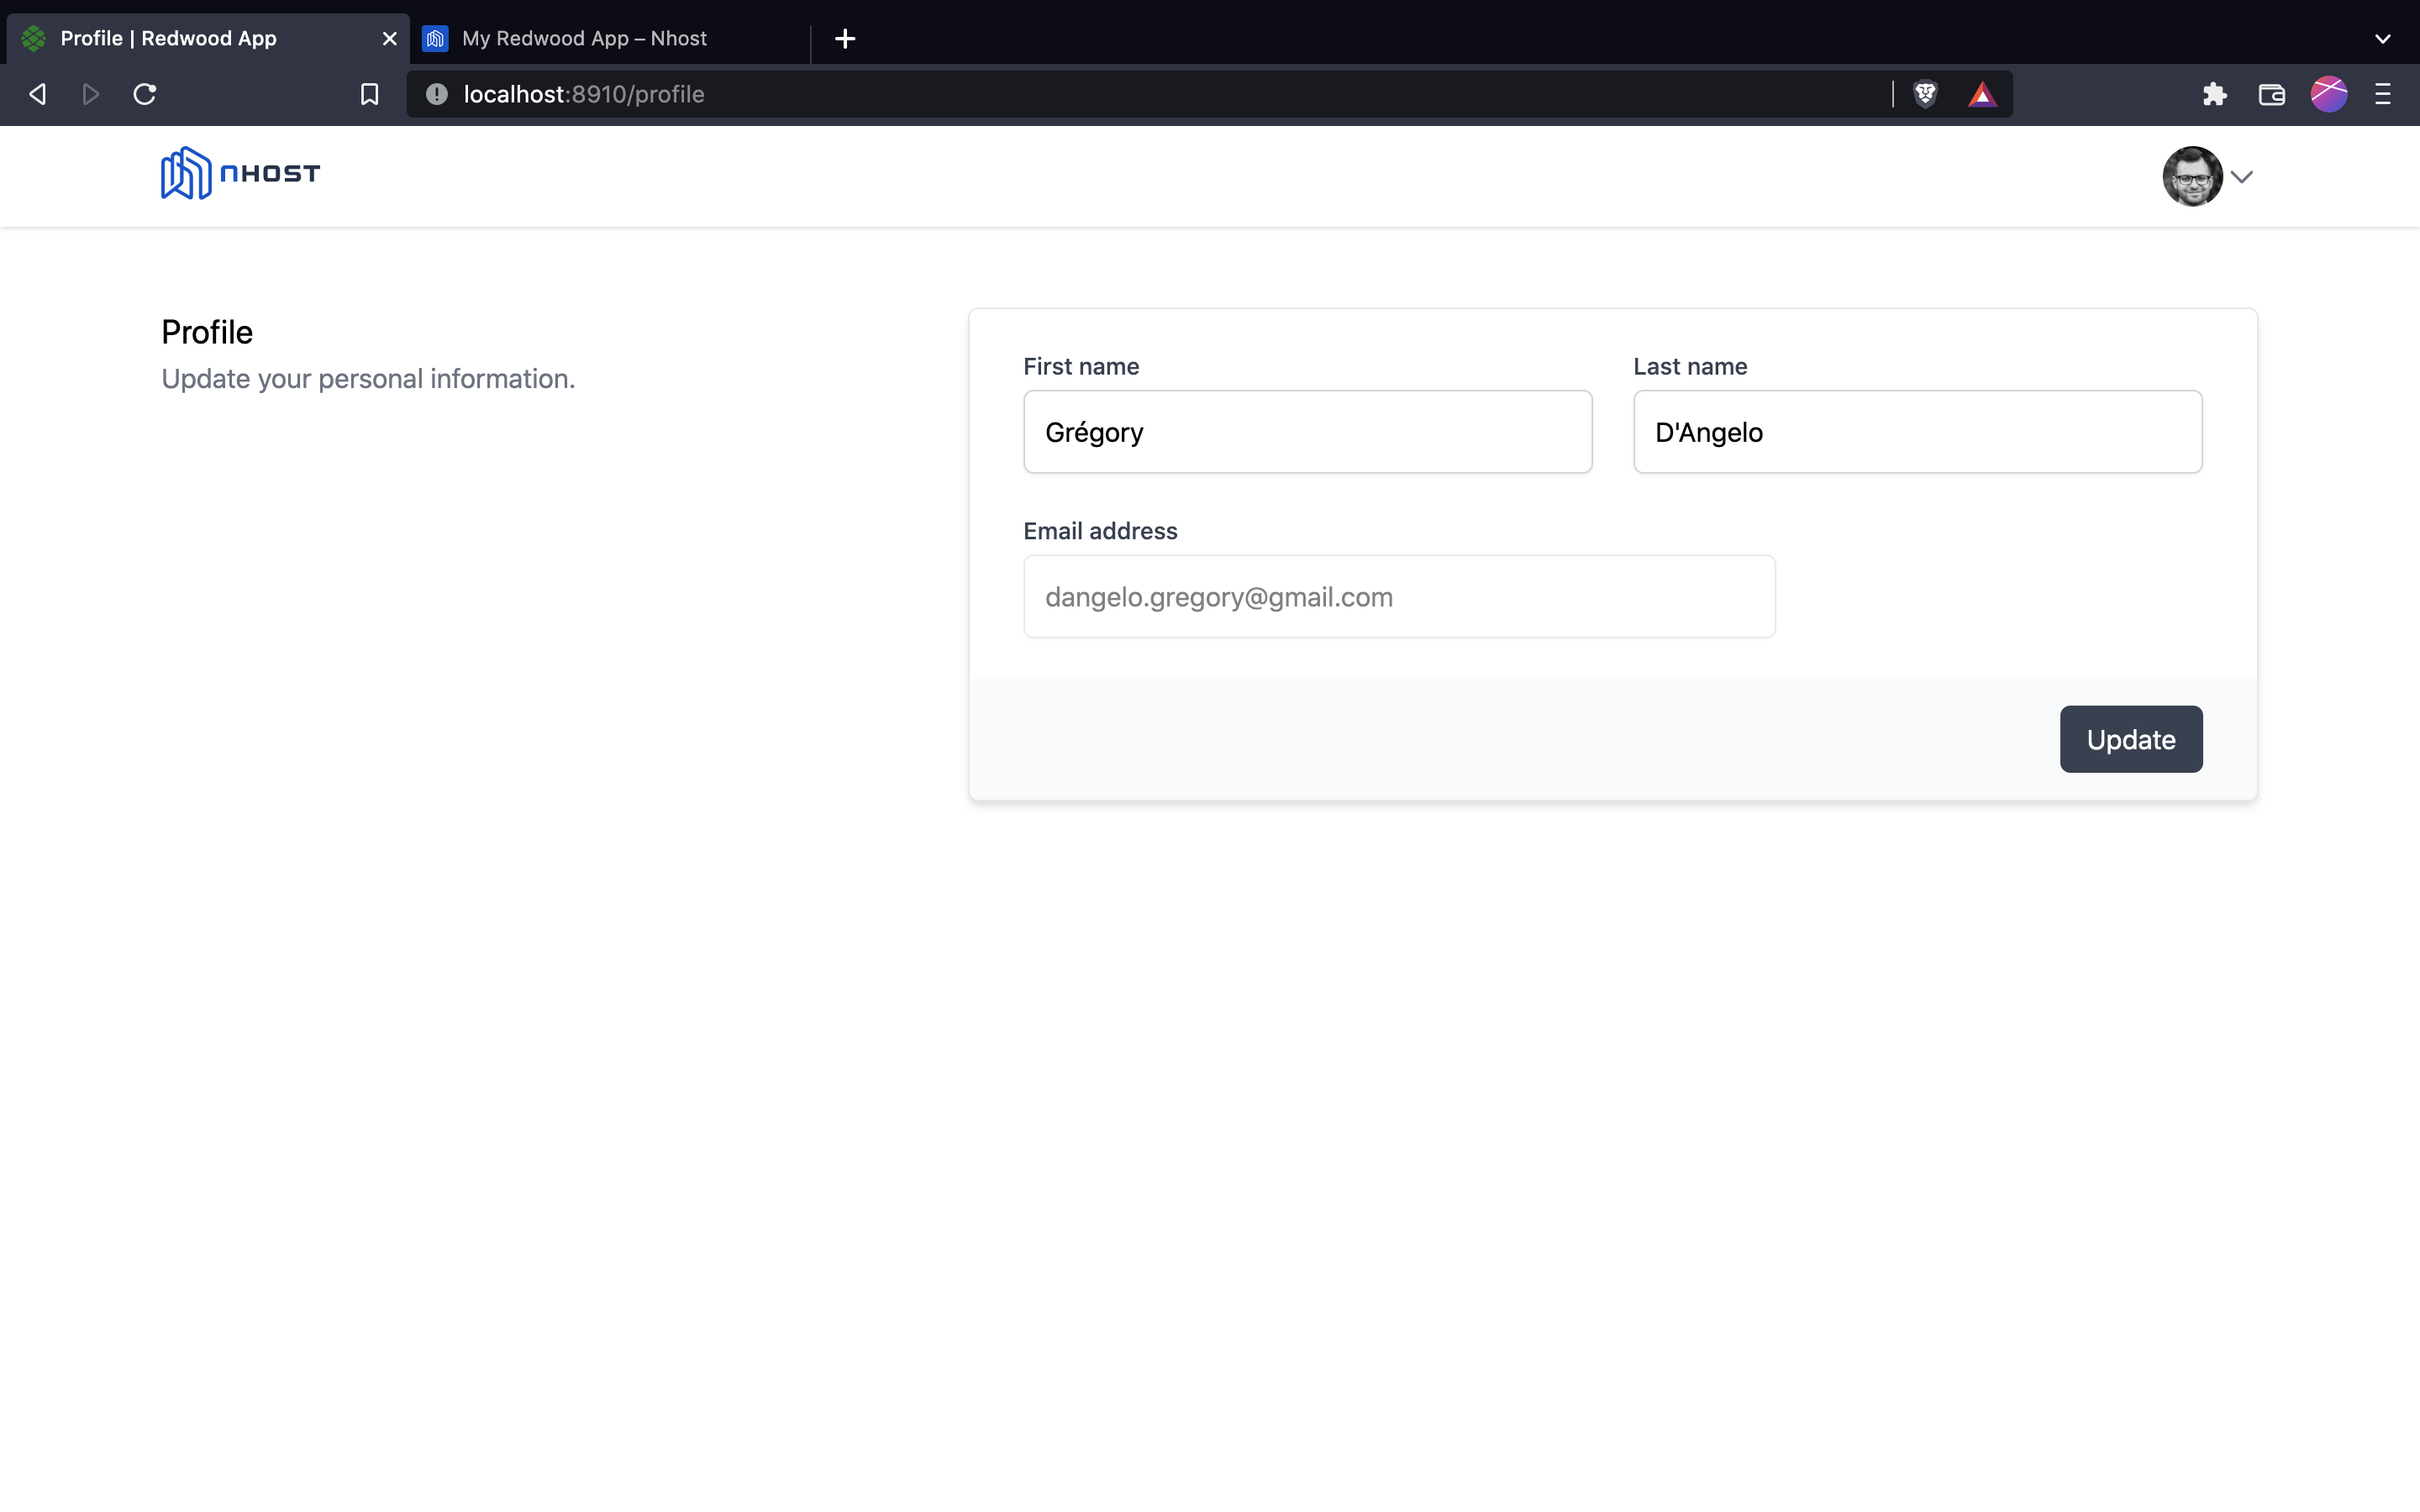 Profile | Redwood App
My Redwood App – Nhost
localhost:8910/profile
nHOST
Profile
Update your personal information.
First name
Last name
Grégory
D'Angelo
Email address
dangelo.gregory@gmail.com
Update